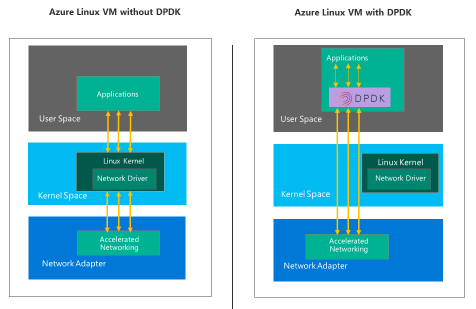 Azure Linux VM without DPDK
Applications
User Space
Linux Kernel
Network Driver
Kernel Space
Accelerated
Networking
Network Adapter
Azure Linux VM with DPDK
Applications
DPDK
User Space
Linux Kernel
Network Driver
Kernel Space
Accelerated
Networking
Network Adapter